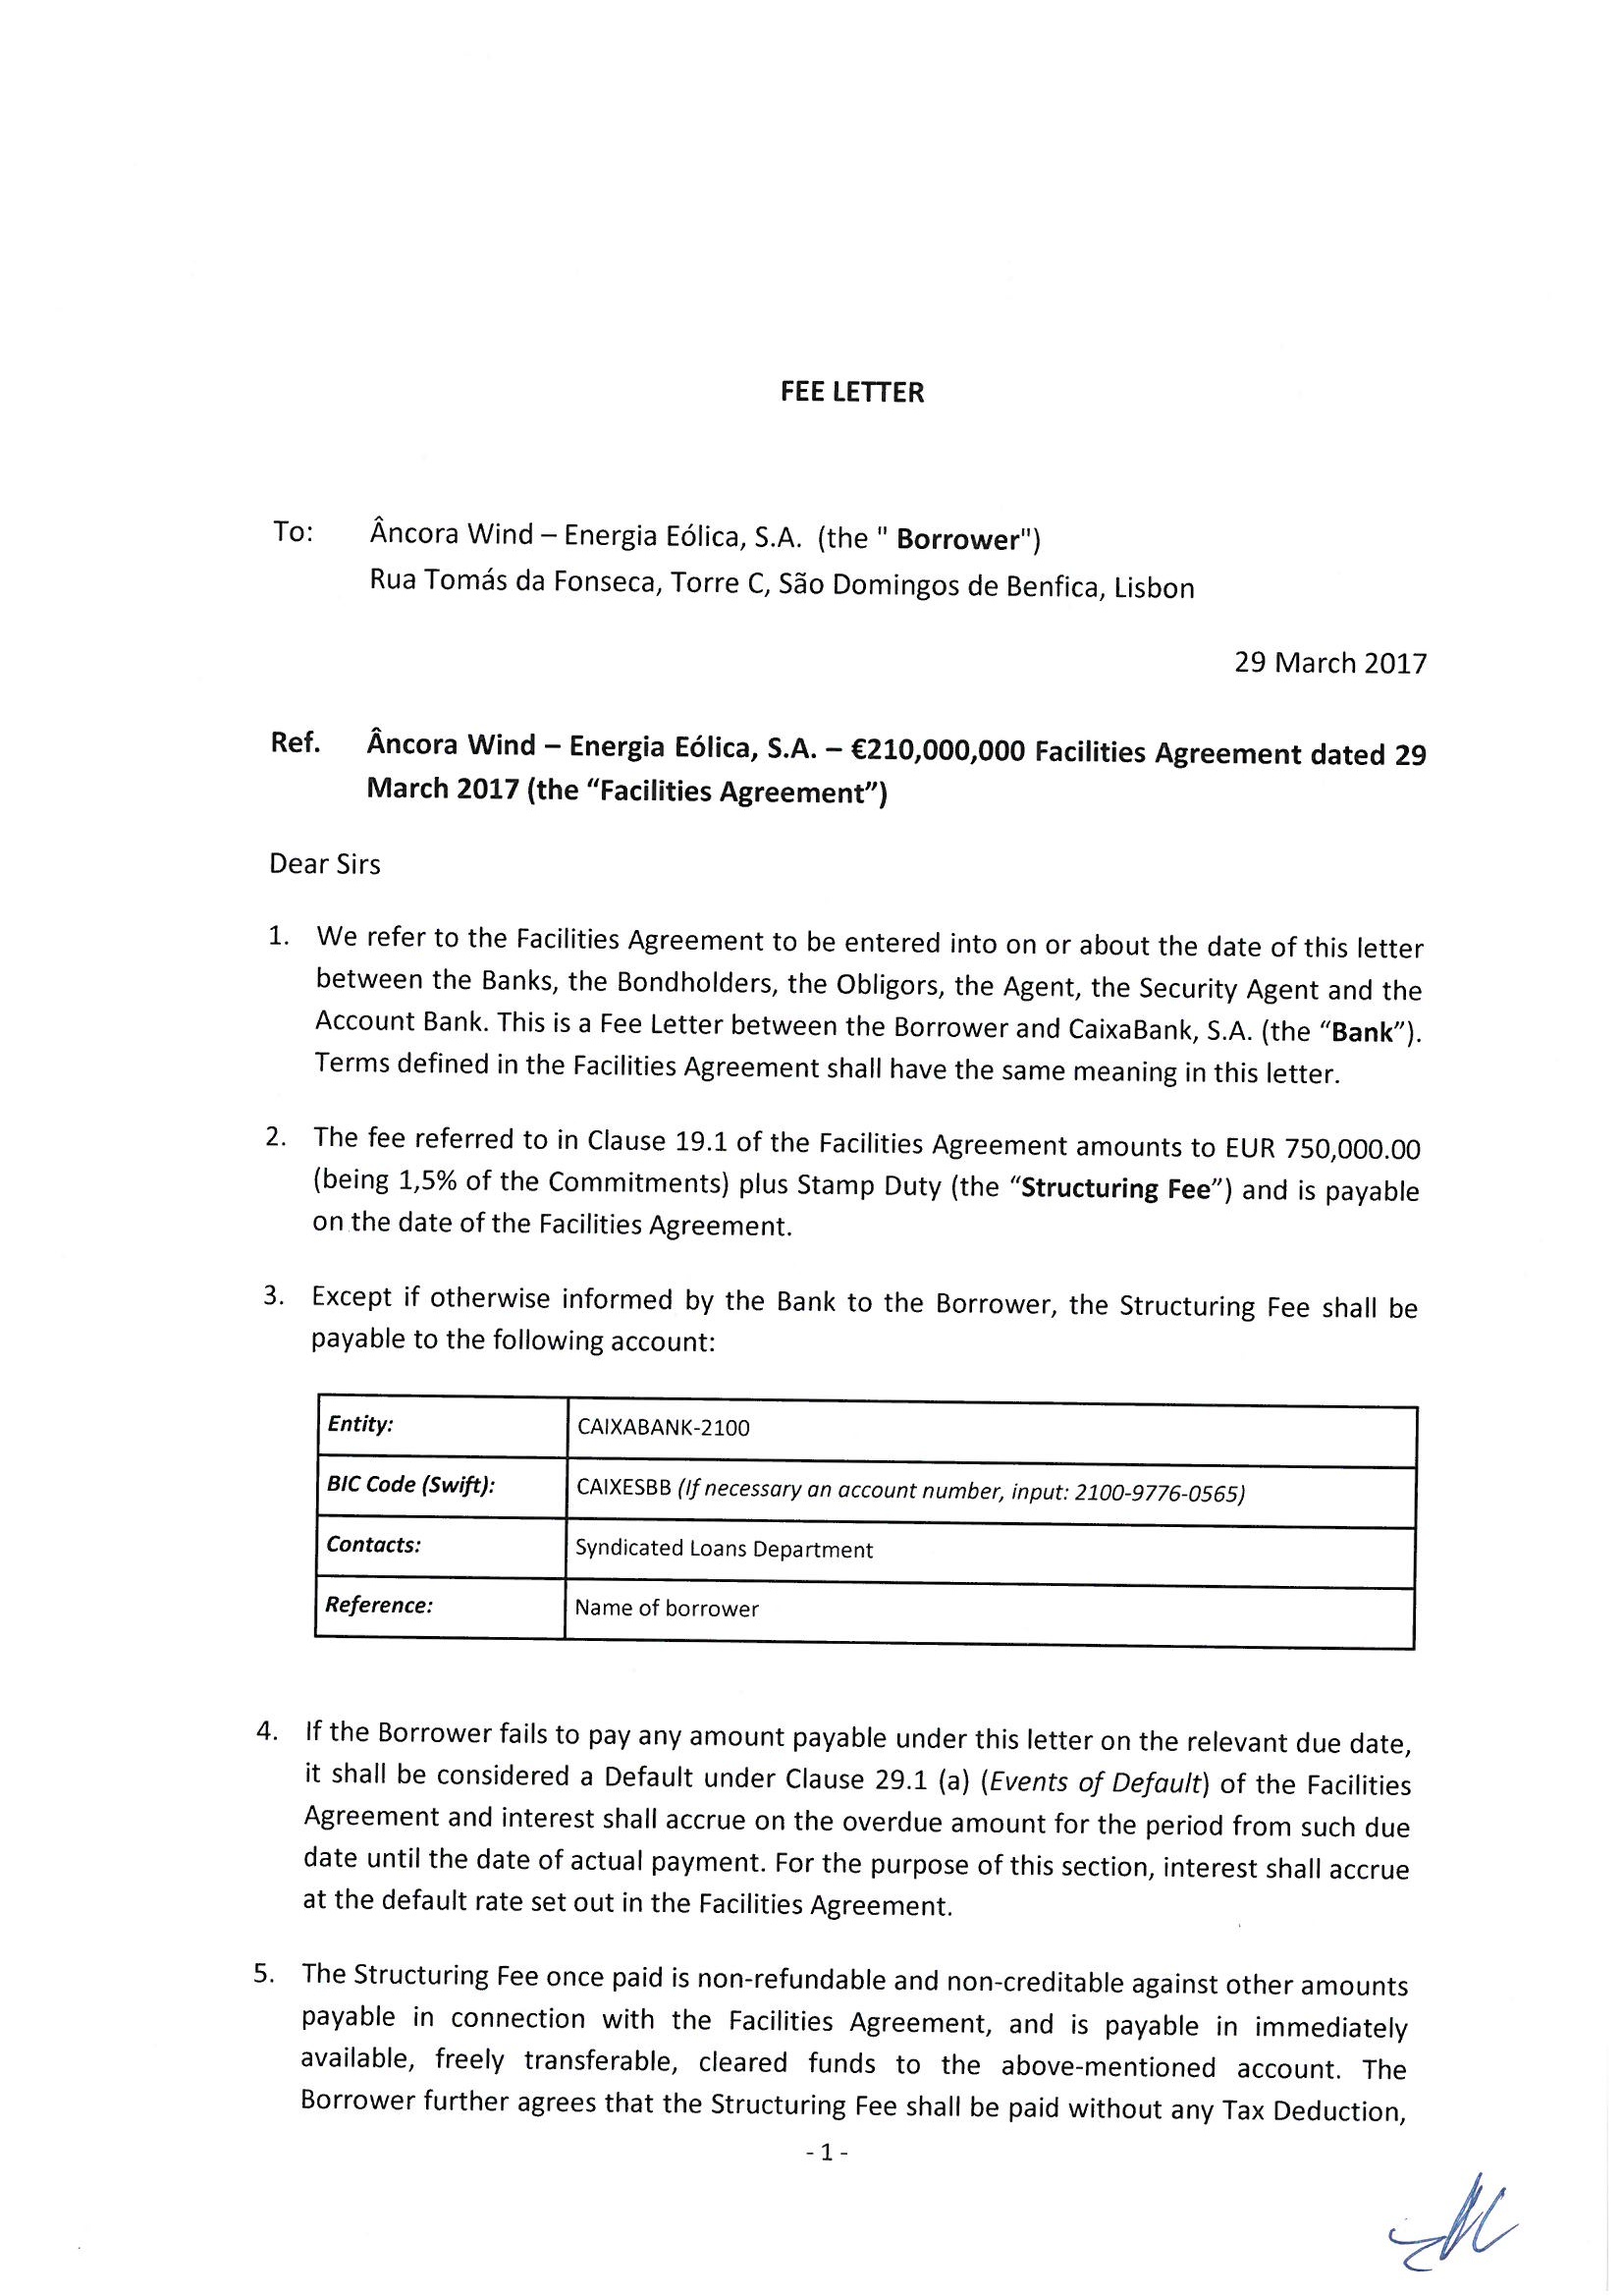 FEE LETTER
To: Âncora Wind – Energia Eólica, S.A. (the " Borrower")
Rua Tomás da Fonseca, Torre C, São Domingos de Benfica, Lisbon
29 March 2017
Ref. Âncora Wind – Energia Eólica, S.A. – €210,000,000 Facilities Agreement dated 29
March 2017 (the “Facilities Agreement”)
Dear Sirs
1. We refer to the Facilities Agreement to be entered into on or about the date of this letter
between the Banks, the Bondholders, the Obligors, the Agent, the Security Agent and the
Account Bank. This is a Fee Letter between the Borrower and CaixaBank, S.A. (the “Bank”).
Terms defined in the Facilities Agreement shall have the same meaning in this letter.
2. The fee referred to in Clause 19.1 of the Facilities Agreement amounts to EUR 750,000.00
(being 1,5% of the Commitments) plus Stamp Duty (the “Structuring Fee”) and is payable
on the date of the Facilities Agreement.
3. Except if otherwise informed by the Bank to the Borrower, the Structuring Fee shall be
payable to the following account:
Entity: CAIXABANK-2100
BIC Code (Swift): CAIXESBB (If necessary an account number, input: 2100-9776-0565)
Contacts: Syndicated Loans Department
Reference: Name of borrower
4. If the Borrower fails to pay any amount payable under this letter on the relevant due date,
it shall be considered a Default under Clause 29.1 (a) (Events of Default) of the Facilities
Agreement and interest shall accrue on the overdue amount for the period from such due
date until the date of actual payment. For the purpose of this section, interest shall accrue
at the default rate set out in the Facilities Agreement.
5. The Structuring Fee once paid is non-refundable and non-creditable against other amounts
payable in connection with the Facilities Agreement, and is payable in immediately
available, freely transferable, cleared funds to the above-mentioned account. The
Borrower further agrees that the Structuring Fee shall be paid without any Tax Deduction,
- 1 -